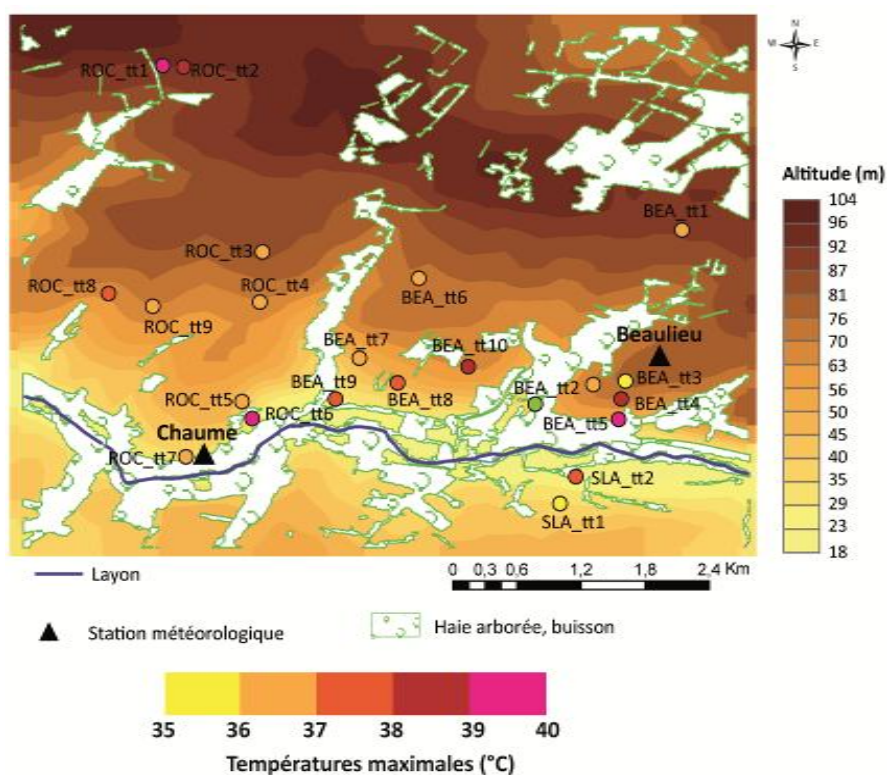 N
W E
S
ROC_tt1 ROC_tt2
Altitude (m)
104
96
92
87
81
76
70
63
56
50
45
40
35
29
23
18
BEA_tt1
ROC_tt3
ROC_tt8
ROC_tt4
BEA_tt6
ROC_tt9
Beaulieu
BEA_tt7
BEA_tt10
BEA_tt3
BEA_tt2
BEA_tt9
BEA_tt8
BEA_tt4
ROC_tt5
ROC_tt6
BEA_tt5
Chaume
ROC_tt7
SLA_tt2
SLA_tt1
Layon
0 0,3 0,6 1,2 1,8 2,4 Km
Station météorologique
Haie arborée, buisson
35 36 37 38 39 40
Températures maximales (°C)